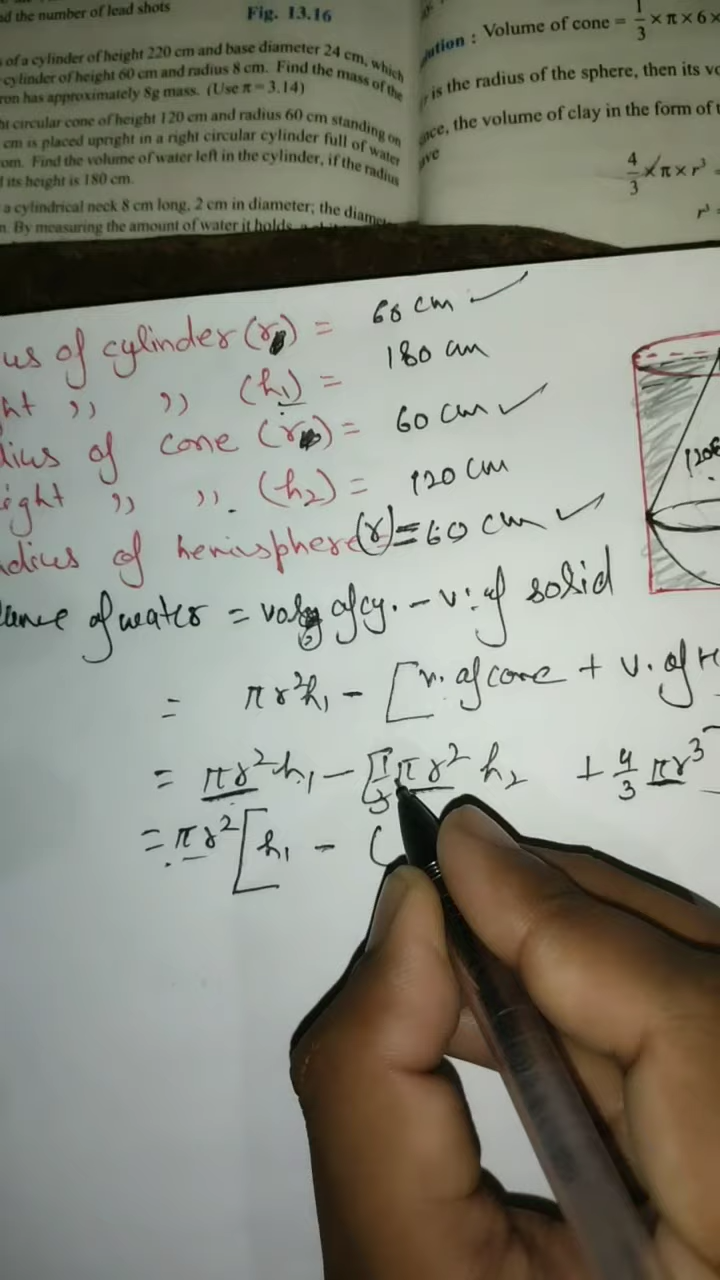 d the number of lead shots
Fig. 13.16
of a cylinder of height 220 cm and base diameter 24 cm, which
cylinder of height 60 cm and radius 8 cm. Find the mass of the
ron has approximately 8g mass. (Use π = 3.14)
ht circular cone of height 120 cm and radius 60 cm standing on
cm is placed upright in a right circular cylinder full of water
om. Find the volume of water left in the cylinder, if the radius
its height is 180 cm.
a cylindrical neck 8 cm long, 2 cm in diameter; the diame
n. By measuring the amount of water it holds,
ution : Volume of cone = 1/3 × π × 6 ×
r is the radius of the sphere, then its vo
nce, the volume of clay in the form of t
ave
4/3 × π × r³ =
r³ =
us of cylinder (r) = 60 cm ✓
ht ,, ,, (h₁) = 180 cm
dius of cone (r) = 60 cm ✓
eight ,, ,, (h₂) = 120 cm
adius of hemisphere (r) = 60 cm ✓
lume of water = of cy. - v. of solid
= πr²h₁ - [v. of cone + v. of H
= πr²h₁ - [1/3 πr² h₂ + 4/3 πr³
= πr² [h₁ - (
120c